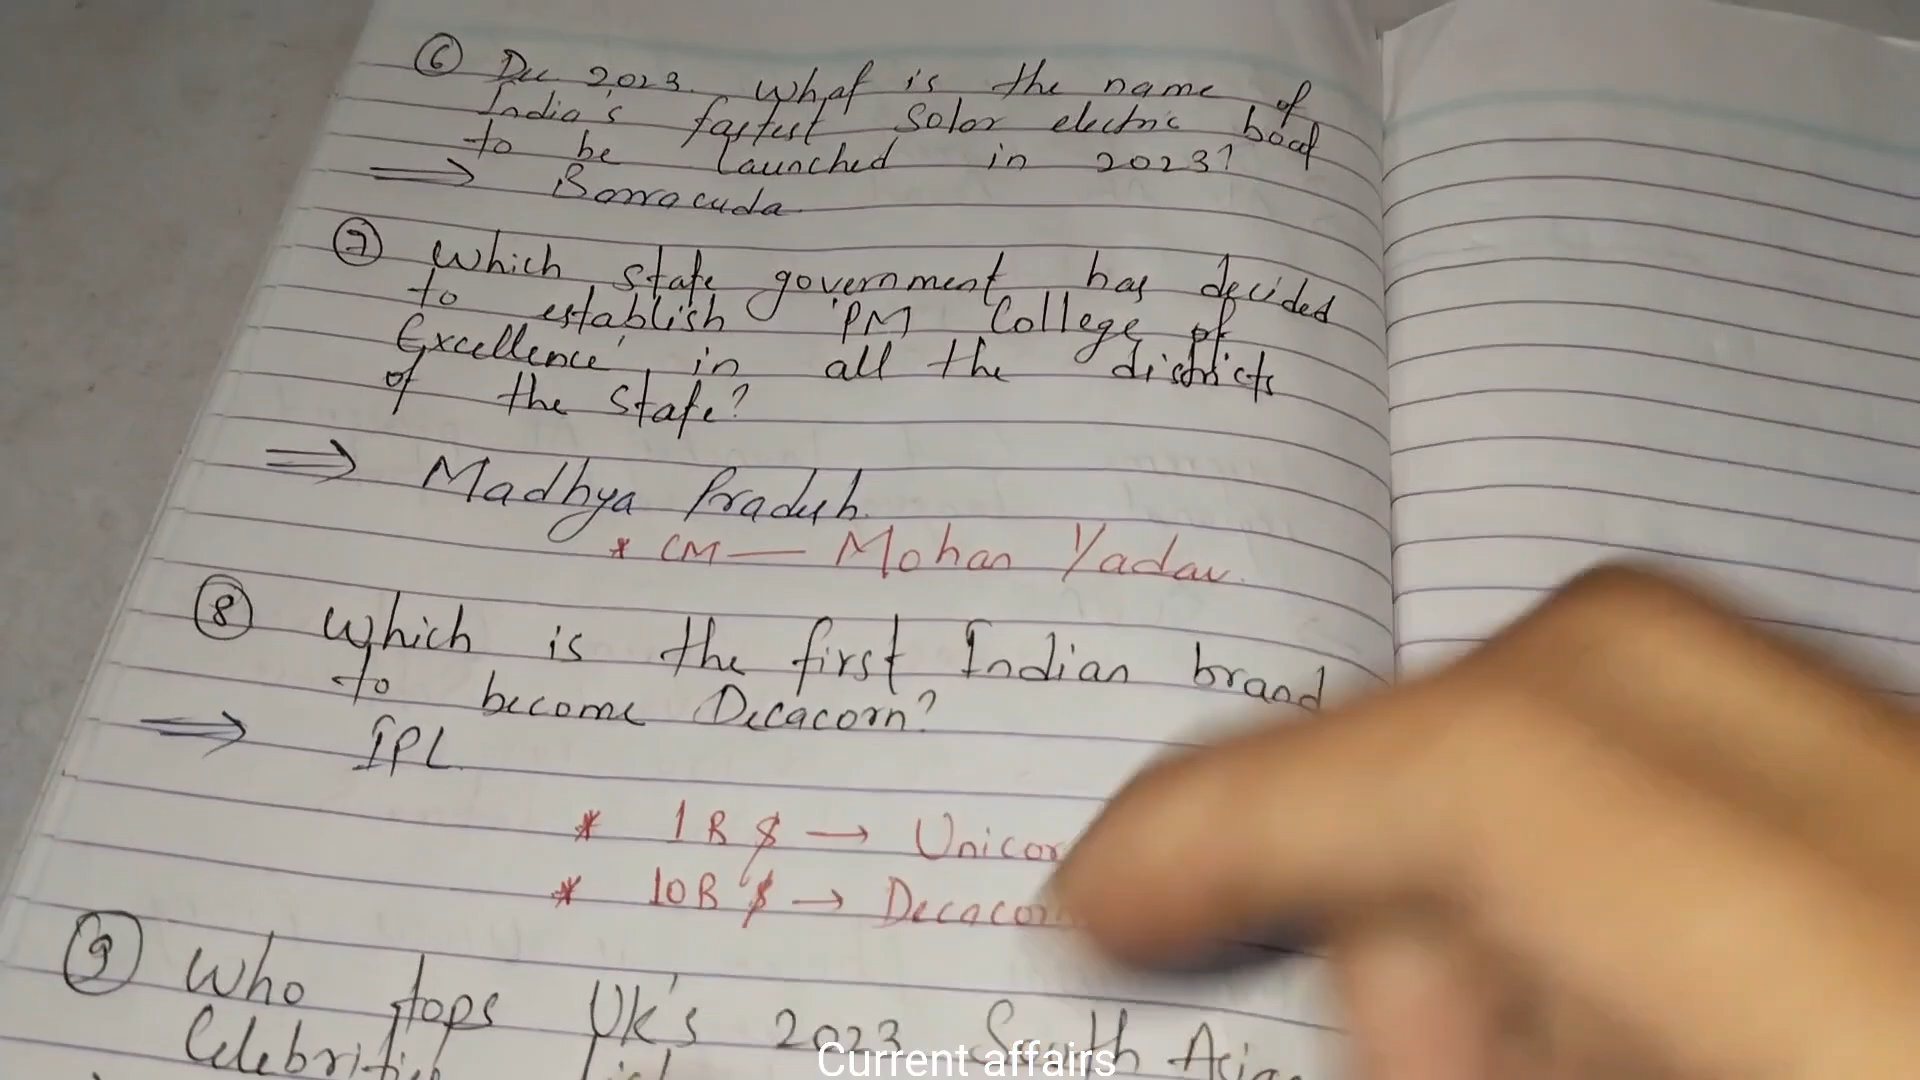 6 Dec 2023. What is the name of
India's fastest Solar electric boat
to be launched in 2023?
⇒ Barracuda
7 Which state government has decided
to establish 'PM College of
Excellence' in all the districts
of the state?
⇒ Madhya Pradesh.
* CM — Mohan Yadav.
8 Which is the first Indian brand
to become Decacorn?
⇒ IPL
* 1B $ → Unicor
* 10B $ → Decacorn
9 Who tops UK's 2023 South Asian
Current affairs